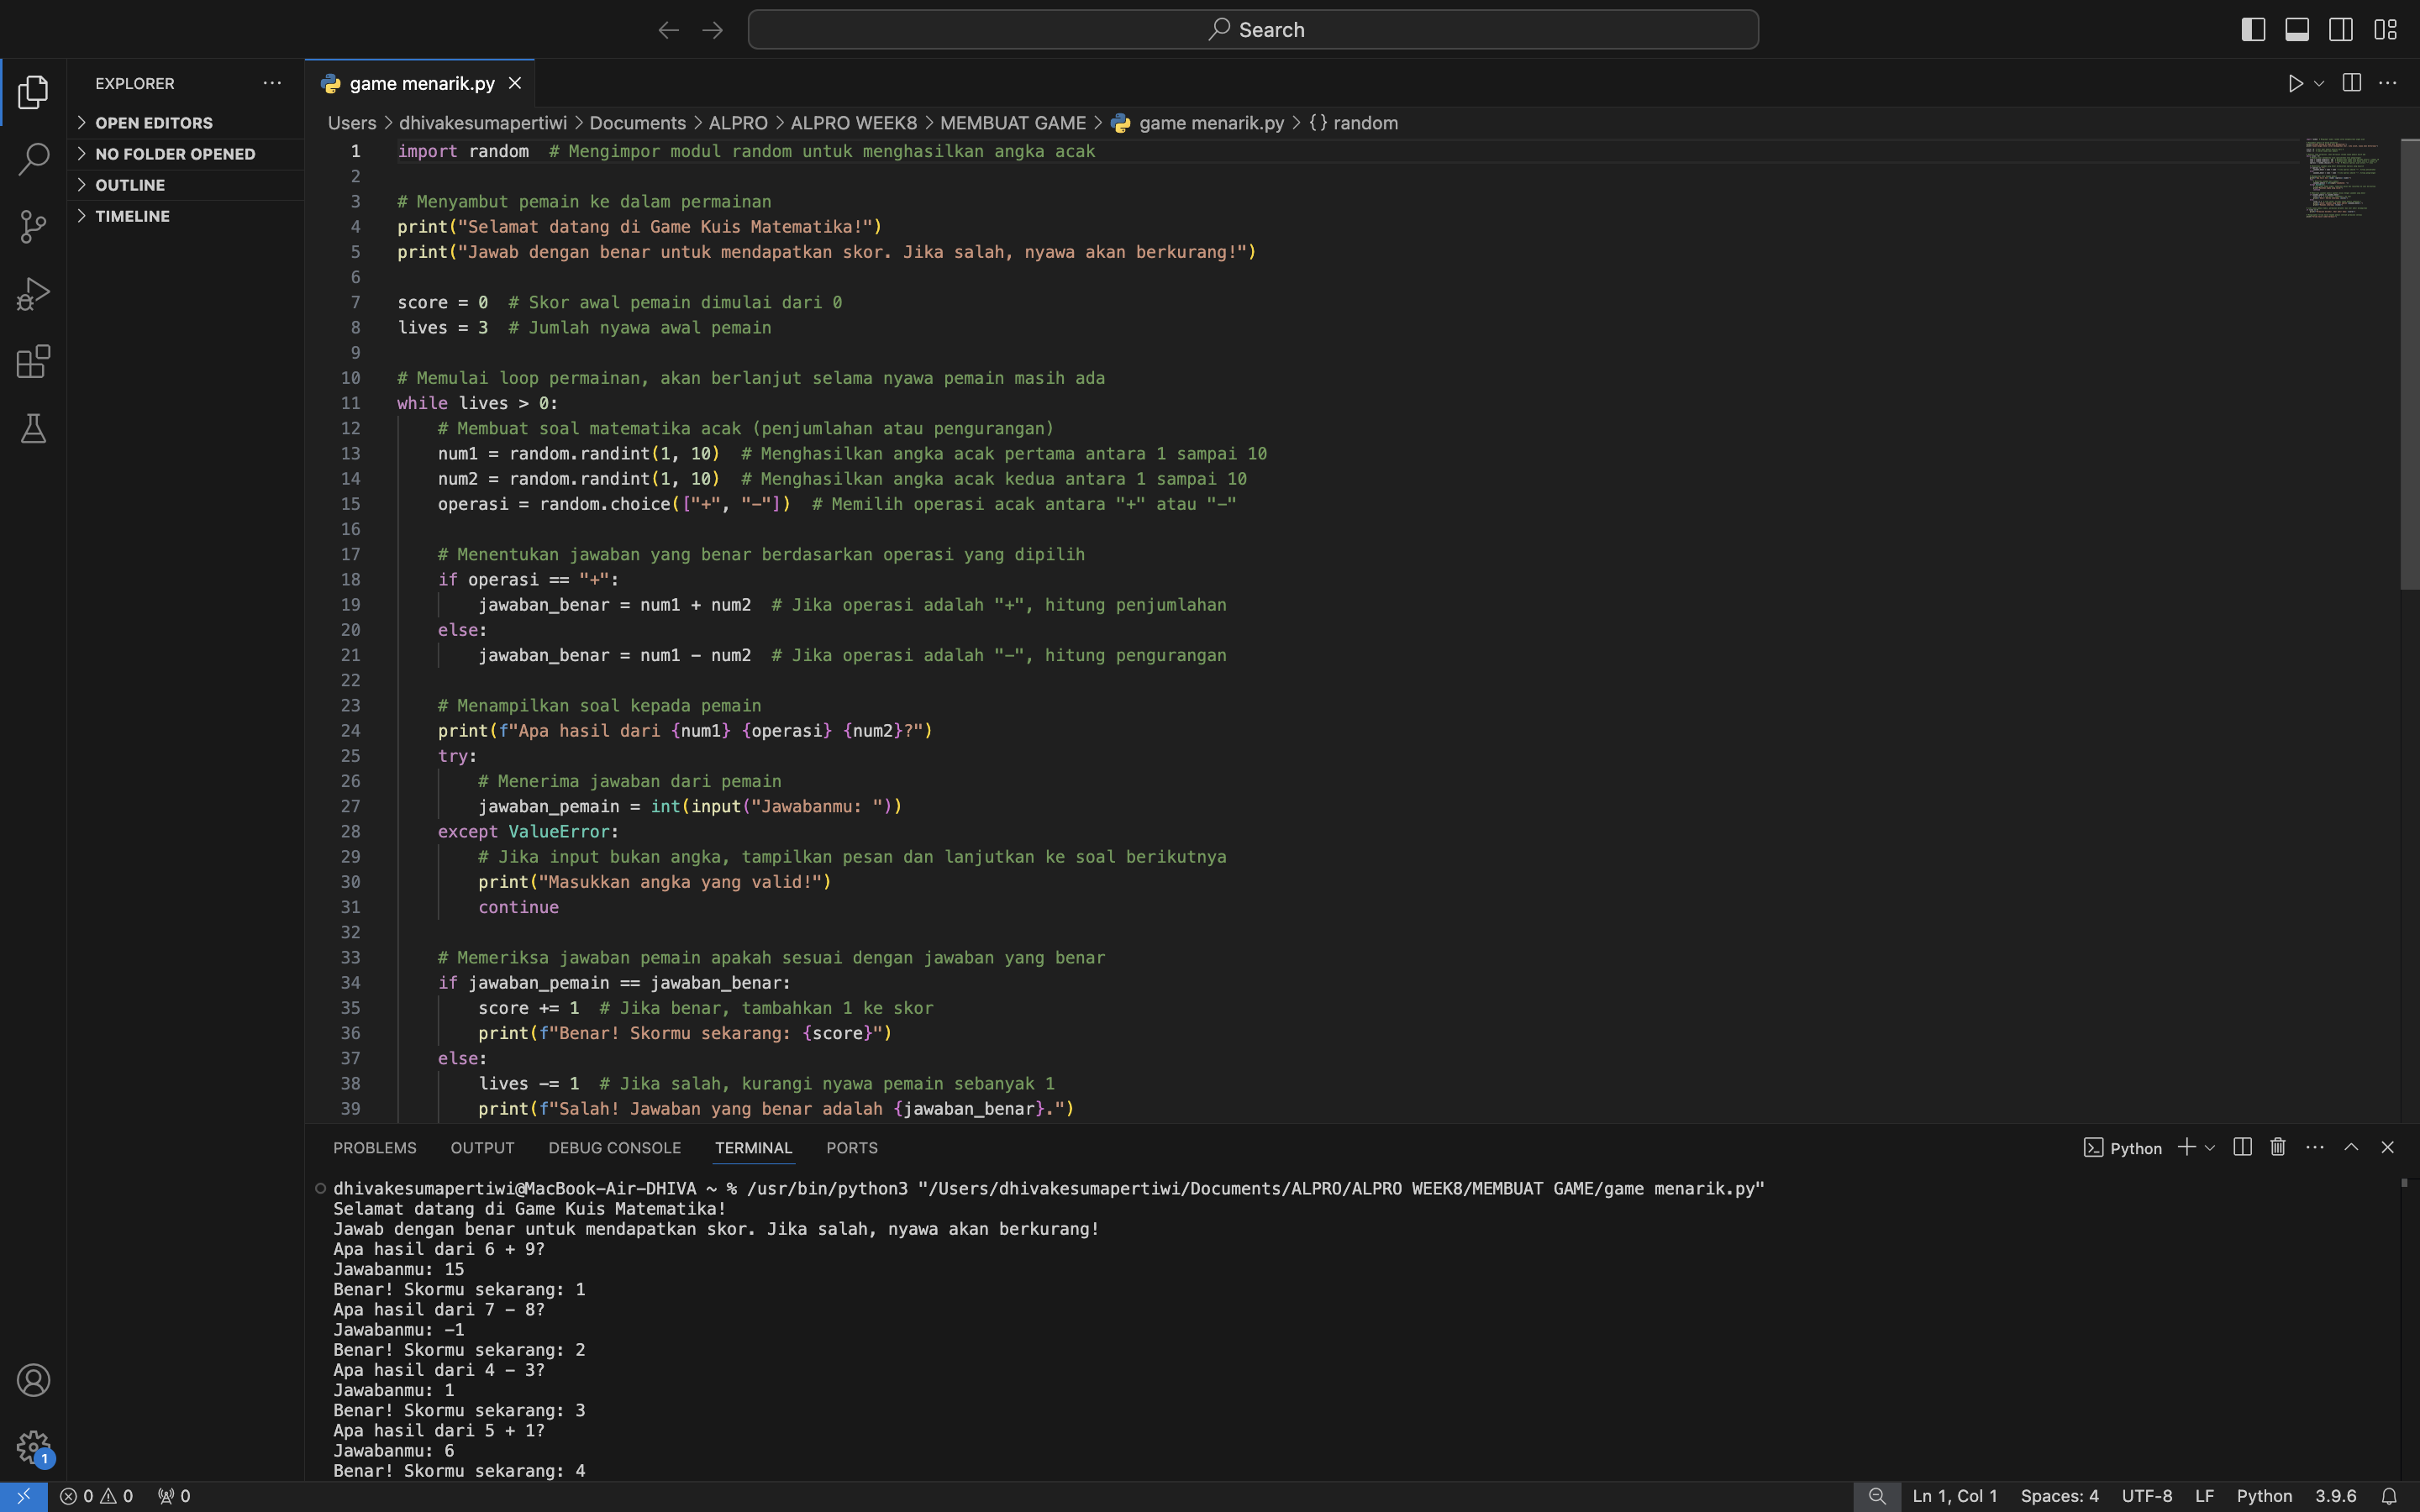 Search
EXPLORER
OPEN EDITORS
NO FOLDER OPENED
OUTLINE
TIMELINE
game menarik.py
Users > dhivakesumapertiwi > Documents > ALPRO > ALPRO WEEK8 > MEMBUAT GAME > game menarik.py > {} random
1 import random  # Mengimpor modul random untuk menghasilkan angka acak
2
3 # Menyambut pemain ke dalam permainan
4 print("Selamat datang di Game Kuis Matematika!")
5 print("Jawab dengan benar untuk mendapatkan skor. Jika salah, nyawa akan berkurang!")
6
7 score = 0  # Skor awal pemain dimulai dari 0
8 lives = 3  # Jumlah nyawa awal pemain
9
10 # Memulai loop permainan, akan berlanjut selama nyawa pemain masih ada
11 while lives > 0:
12     # Membuat soal matematika acak (penjumlahan atau pengurangan)
13     num1 = random.randint(1, 10)  # Menghasilkan angka acak pertama antara 1 sampai 10
14     num2 = random.randint(1, 10)  # Menghasilkan angka acak kedua antara 1 sampai 10
15     operasi = random.choice(["+", "-"])  # Memilih operasi acak antara "+" atau "-"
16
17     # Menentukan jawaban yang benar berdasarkan operasi yang dipilih
18     if operasi == "+":
19         jawaban_benar = num1 + num2  # Jika operasi adalah "+", hitung penjumlahan
20     else:
21         jawaban_benar = num1 - num2  # Jika operasi adalah "-", hitung pengurangan
22
23     # Menampilkan soal kepada pemain
24     print(f"Apa hasil dari {num1} {operasi} {num2}?")
25     try:
26         # Menerima jawaban dari pemain
27         jawaban_pemain = int(input("Jawabanmu: "))
28     except ValueError:
29         # Jika input bukan angka, tampilkan pesan dan lanjutkan ke soal berikutnya
30         print("Masukkan angka yang valid!")
31         continue
32
33     # Memeriksa jawaban pemain apakah sesuai dengan jawaban yang benar
34     if jawaban_pemain == jawaban_benar:
35         score += 1  # Jika benar, tambahkan 1 ke skor
36         print(f"Benar! Skormu sekarang: {score}")
37     else:
38         lives -= 1  # Jika salah, kurangi nyawa pemain sebanyak 1
39         print(f"Salah! Jawaban yang benar adalah {jawaban_benar}.")
PROBLEMS OUTPUT DEBUG CONSOLE TERMINAL PORTS Python
dhivakesumapertiwi@MacBook-Air-DHIVA ~ % /usr/bin/python3 "/Users/dhivakesumapertiwi/Documents/ALPRO/ALPRO WEEK8/MEMBUAT GAME/game menarik.py"
Selamat datang di Game Kuis Matematika!
Jawab dengan benar untuk mendapatkan skor. Jika salah, nyawa akan berkurang!
Apa hasil dari 6 + 9?
Jawabanmu: 15
Benar! Skormu sekarang: 1
Apa hasil dari 7 - 8?
Jawabanmu: -1
Benar! Skormu sekarang: 2
Apa hasil dari 4 - 3?
Jawabanmu: 1
Benar! Skormu sekarang: 3
Apa hasil dari 5 + 1?
Jawabanmu: 6
Benar! Skormu sekarang: 4
1
0 0 0 Ln 1, Col 1 Spaces: 4 UTF-8 LF Python 3.9.6